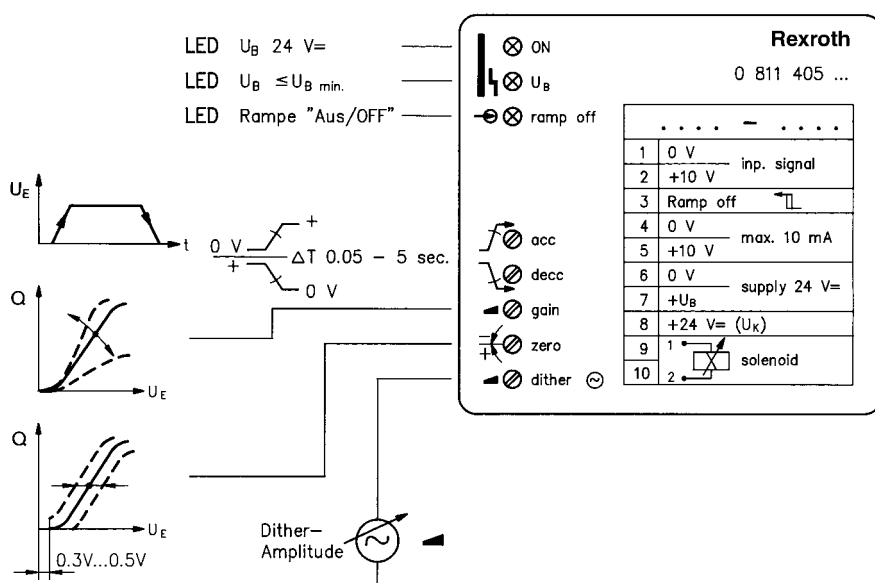 LED U_B 24 V=
LED U_B ≤U_B min.
LED Rampe "Aus/OFF"
ON
U_B
ramp off
Rexroth
0 811 405 ...
. . . . – . . . .
1 0 V
2 +10 V
inp. signal
3 Ramp off
4 0 V
5 +10 V
max. 10 mA
6 0 V
7 +U_B
supply 24 V=
8 +24 V= (U_K)
9 1
10 2
solenoid
acc
decc
gain
zero
dither
U_E
t
0 V +
+ 0 V
ΔT 0.05 – 5 sec.
Q
U_E
Q
U_E
0.3V...0.5V
Dither–
Amplitude